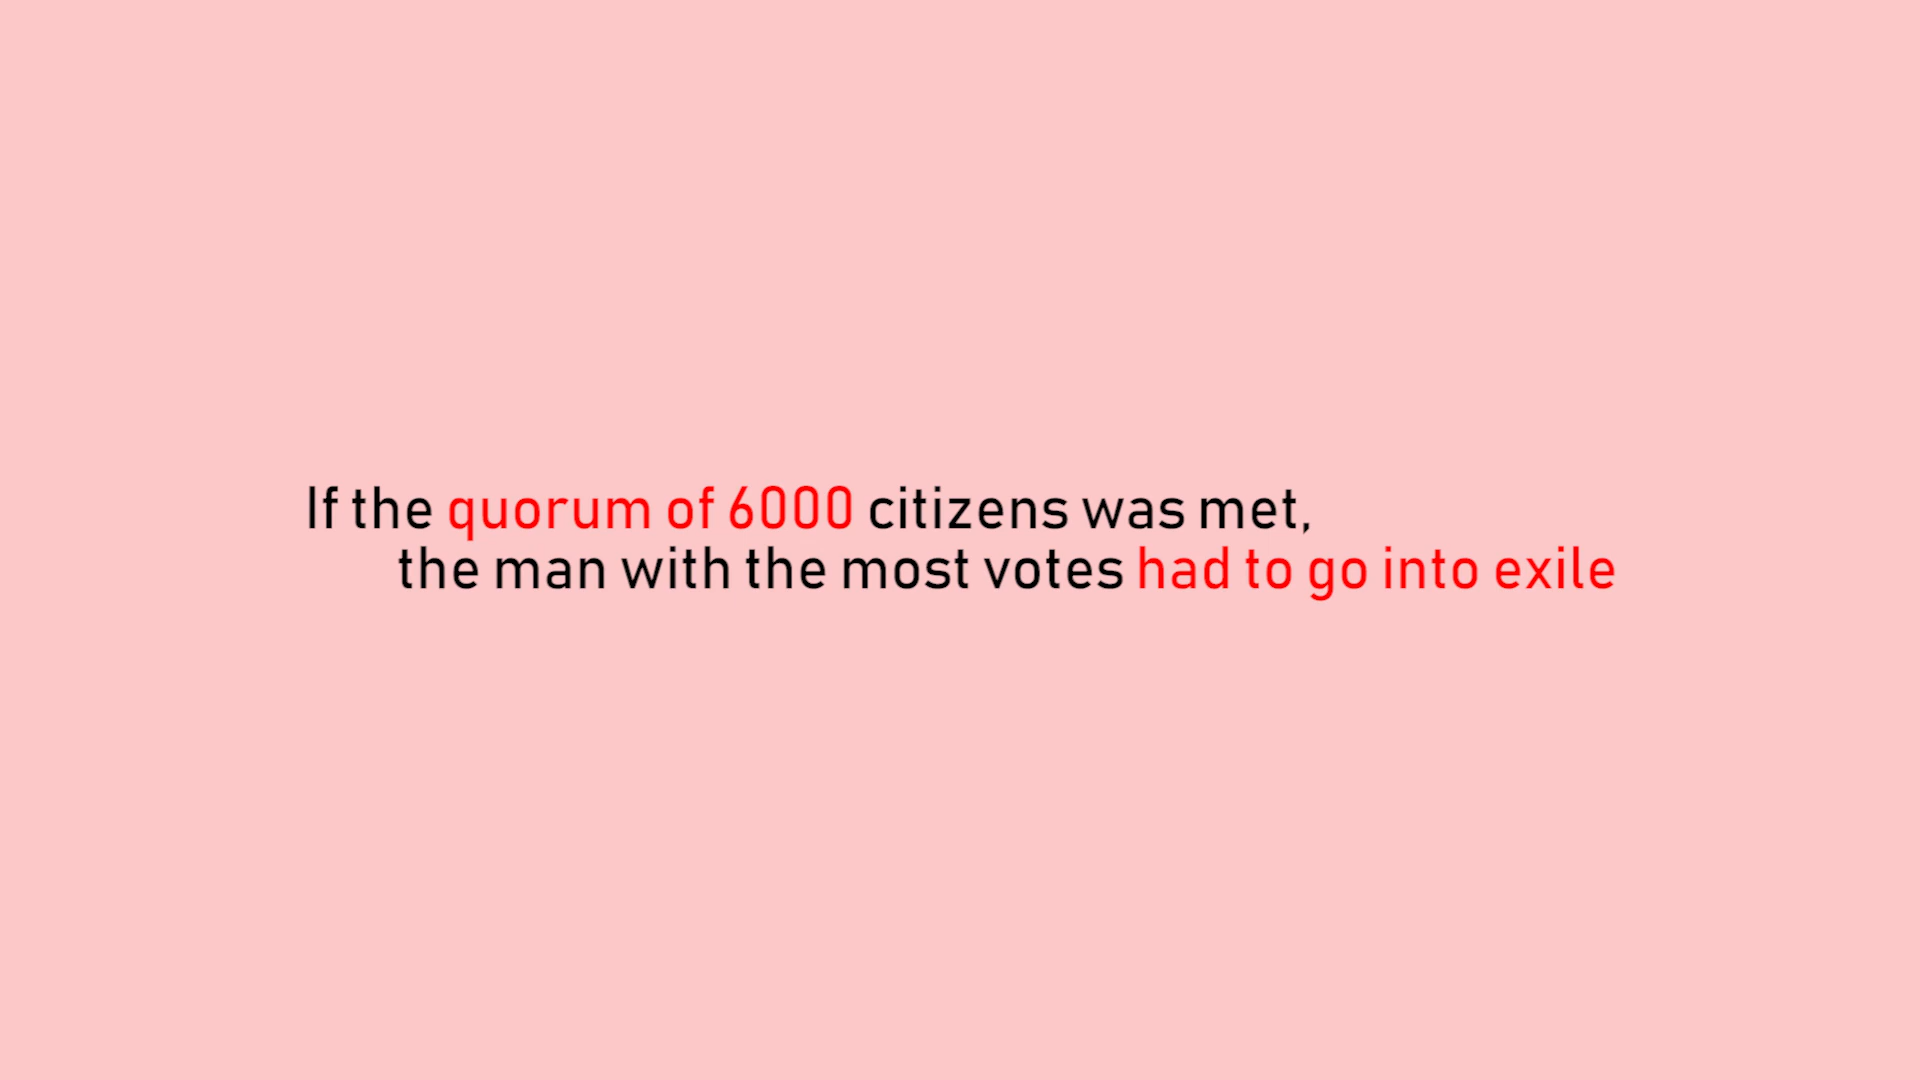 If the quorum of 6000 citizens was met,
the man with the most votes had to go into exile